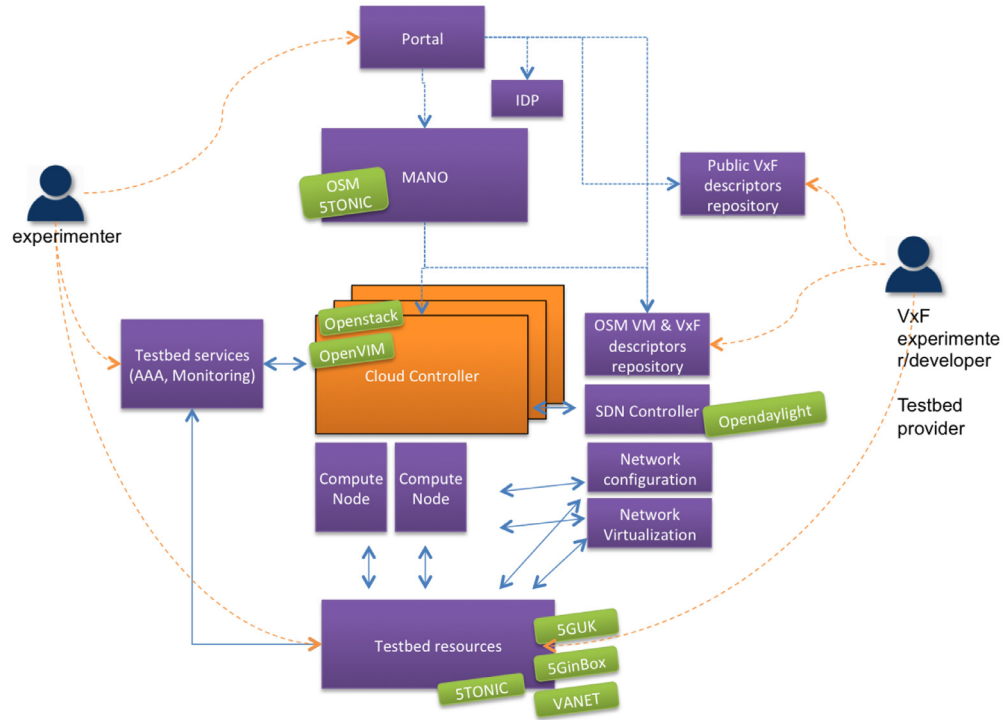 Portal
IDP
MANO
OSM
5TONIC
Public VxF
descriptors
repository
experimenter
VxF
experimente
r/developer
Testbed
provider
Openstack
OpenVIM
Cloud Controller
Testbed services
(AAA, Monitoring)
OSM VM & VxF
descriptors
repository
SDN Controller
Opendaylight
Compute
Node
Compute
Node
Network
configuration
Network
Virtualization
Testbed resources
5GUK
5GinBox
5TONIC
VANET